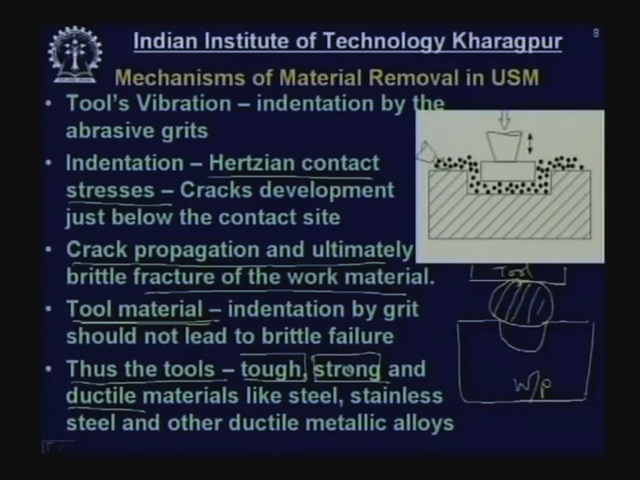 8
Indian Institute of Technology Kharagpur
Mechanisms of Material Removal in USM
• Tool's Vibration – indentation by the
abrasive grits
• Indentation – Hertzian contact
stresses – Cracks development
just below the contact site
• Crack propagation and ultimately
brittle fracture of the work material.
• Tool material – indentation by grit
should not lead to brittle failure
• Thus the tools – tough, strong and
ductile materials like steel, stainless
steel and other ductile metallic alloys
Tool
W/p